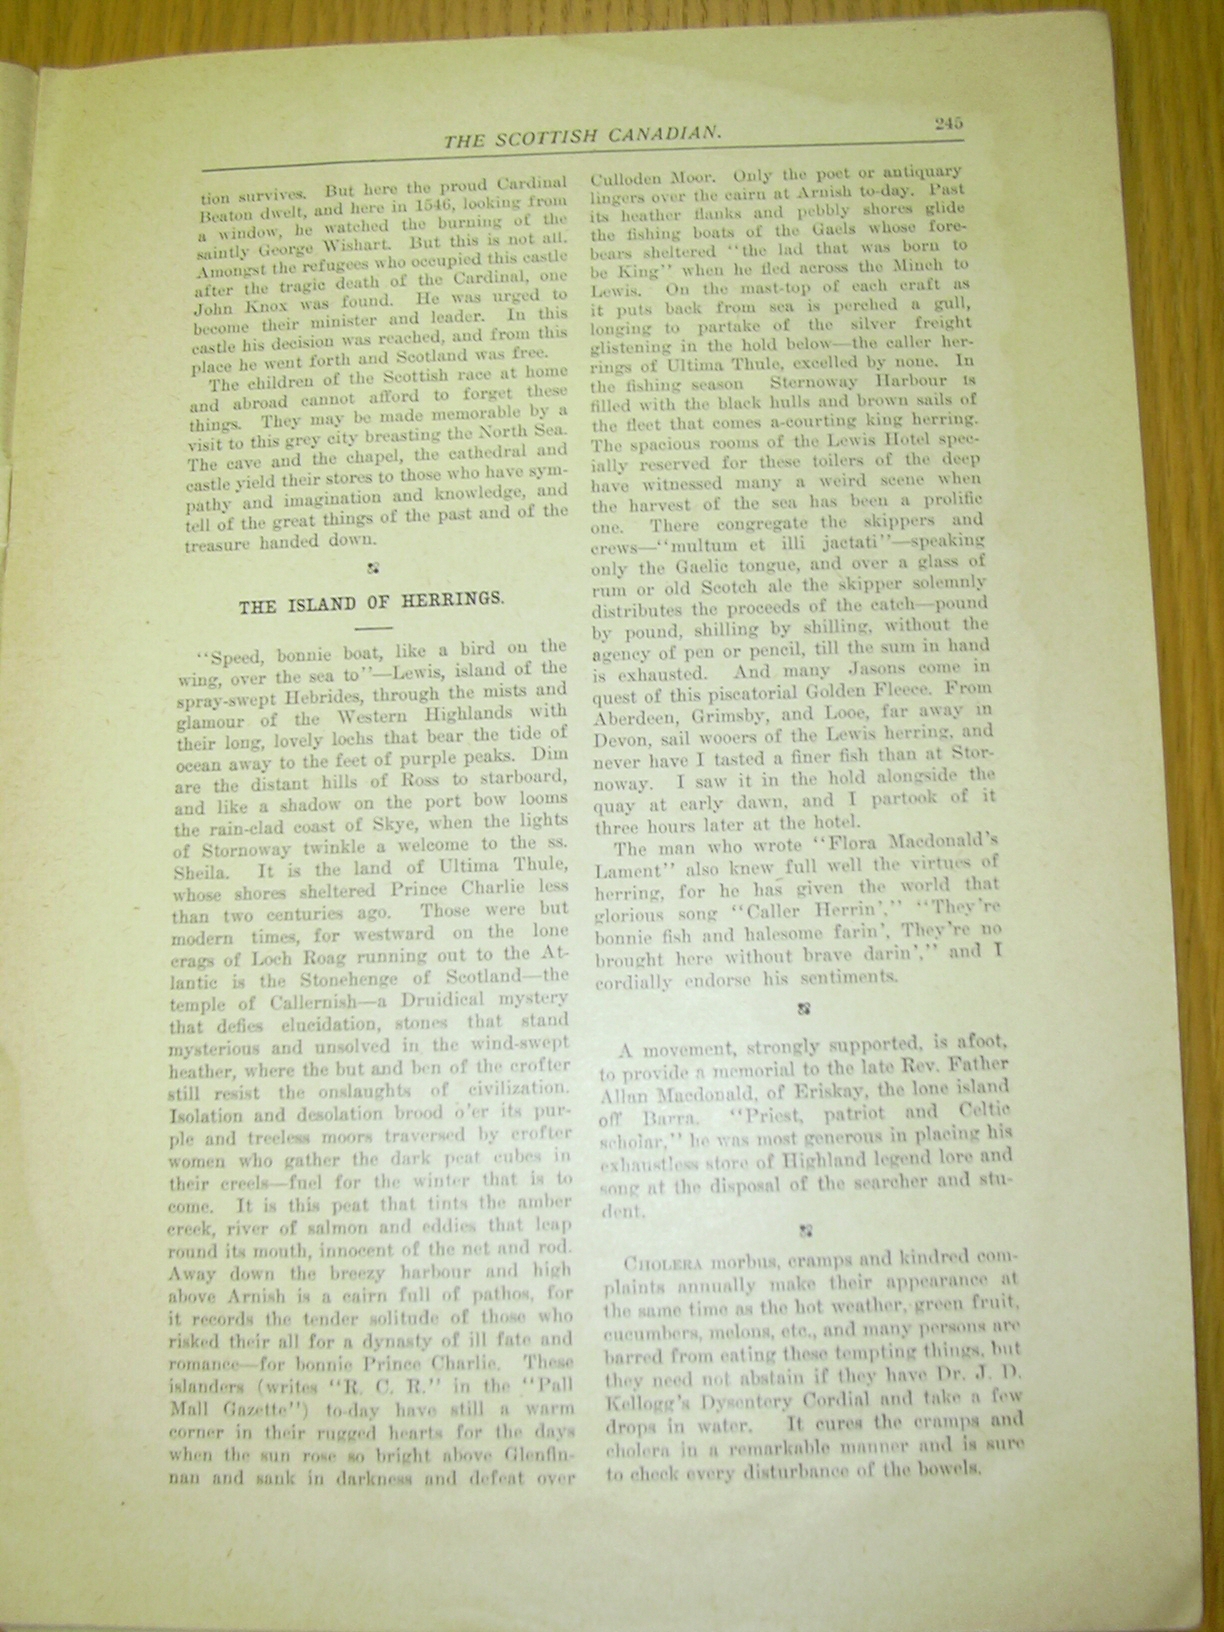 THE SCOTTISH CANADIAN.
245
tion survives. But here the proud Cardinal
Beaton dwelt, and here in 1546, looking from
a window, he watched the burning of the
saintly George Wishart. But this is not all.
Amongst the refugees who occupied this castle
after the tragic death of the Cardinal, one
John Knox was found. He was urged to
become their minister and leader. In this
castle his decision was reached, and from this
place he went forth and Scotland was free.
The children of the Scottish race at home
and abroad cannot afford to forget these
things. They may be made memorable by a
visit to this grey city breasting the North Sea.
The cave and the chapel, the cathedral and
castle yield their stores to those who have sym-
pathy and imagination and knowledge, and
tell of the great things of the past and of the
treasure handed down.
THE ISLAND OF HERRINGS.
"Speed, bonnie boat, like a bird on the
wing, over the sea to"—Lewis, island of the
spray-swept Hebrides, through the mists and
glamour of the Western Highlands with
their long, lovely lochs that bear the tide of
ocean away to the feet of purple peaks. Dim
are the distant hills of Ross to starboard,
and like a shadow on the port bow looms
the rain-clad coast of Skye, when the lights
of Stornoway twinkle a welcome to the ss.
Sheila. It is the land of Ultima Thule,
whose shores sheltered Prince Charlie less
than two centuries ago. Those were but
modern times, for westward on the lone
crags of Loch Roag running out to the At-
lantic is the Stonehenge of Scotland—the
temple of Callernish—a Druidical mystery
that defies elucidation, stones that stand
mysterious and unsolved in the wind-swept
heather, where the but and ben of the crofter
still resist the onslaughts of civilization.
Isolation and desolation brood o'er its pur-
ple and treeless moors traversed by crofter
women who gather the dark peat cubes in
their creels—fuel for the winter that is to
come. It is this peat that tints the amber
creek, river of salmon and eddies that leap
round its mouth, innocent of the net and rod.
Away down the breezy harbour and high
above Arnish is a cairn full of pathos, for
it records the tender solitude of those who
risked their all for a dynasty of ill fate and
romance—for bonnie Prince Charlie. These
islanders (writes "R. C. R." in the "Pall
Mall Gazette") to-day have still a warm
corner in their rugged hearts for the days
when the sun rose so bright above Glenfin-
nan and sank in darkness and defeat over
Culloden Moor. Only the poet or antiquary
lingers over the cairn at Arnish to-day. Past
its heather flanks and pebbly shores glide
the fishing boats of the Gaels whose fore-
bears sheltered "the lad that was born to
be King" when he fled across the Minch to
Lewis. On the mast-top of each craft as
it puts back from sea is perched a gull,
longing to partake of the silver freight
glistening in the hold below—the caller her-
rings of Ultima Thule, excelled by none. In
the fishing season Sternoway Harbour is
filled with the black hulls and brown sails of
the fleet that comes a-courting king herring.
The spacious rooms of the Lewis Hotel spec-
ially reserved for these toilers of the deep
have witnessed many a weird scene when
the harvest of the sea has been a prolific
one. There congregate the skippers and
crews—"multum et illi jactati"—speaking
only the Gaelic tongue, and over a glass of
rum or old Scotch ale the skipper solemnly
distributes the proceeds of the catch—pound
by pound, shilling by shilling, without the
agency of pen or pencil, till the sum in hand
is exhausted. And many Jasons come in
quest of this piscatorial Golden Fleece. From
Aberdeen, Grimsby, and Looe, far away in
Devon, sail wooers of the Lewis herring, and
never have I tasted a finer fish than at Stor-
noway. I saw it in the hold alongside the
quay at early dawn, and I partook of it
three hours later at the hotel.
The man who wrote "Flora Macdonald's
Lament" also knew full well the virtues of
herring, for he has given the world that
glorious song "Caller Herrin'." "They're
bonnie fish and halesome farin', They're no
brought here without brave darin'," and I
cordially endorse his sentiments.
A movement, strongly supported, is afoot,
to provide a memorial to the late Rev. Father
Allan Macdonald, of Eriskay, the lone island
off Barra. "Priest, patriot and Celtic
scholar," he was most generous in placing his
exhaustless store of Highland legend lore and
song at the disposal of the searcher and stu-
dent.
CHOLERA morbus, cramps and kindred com-
plaints annually make their appearance at
the same time as the hot weather, green fruit,
cucumbers, melons, etc., and many persons are
barred from eating these tempting things, but
they need not abstain if they have Dr. J. D.
Kellogg's Dysentery Cordial and take a few
drops in water. It cures the cramps and
cholera in a remarkable manner and is sure
to check every disturbance of the bowels.